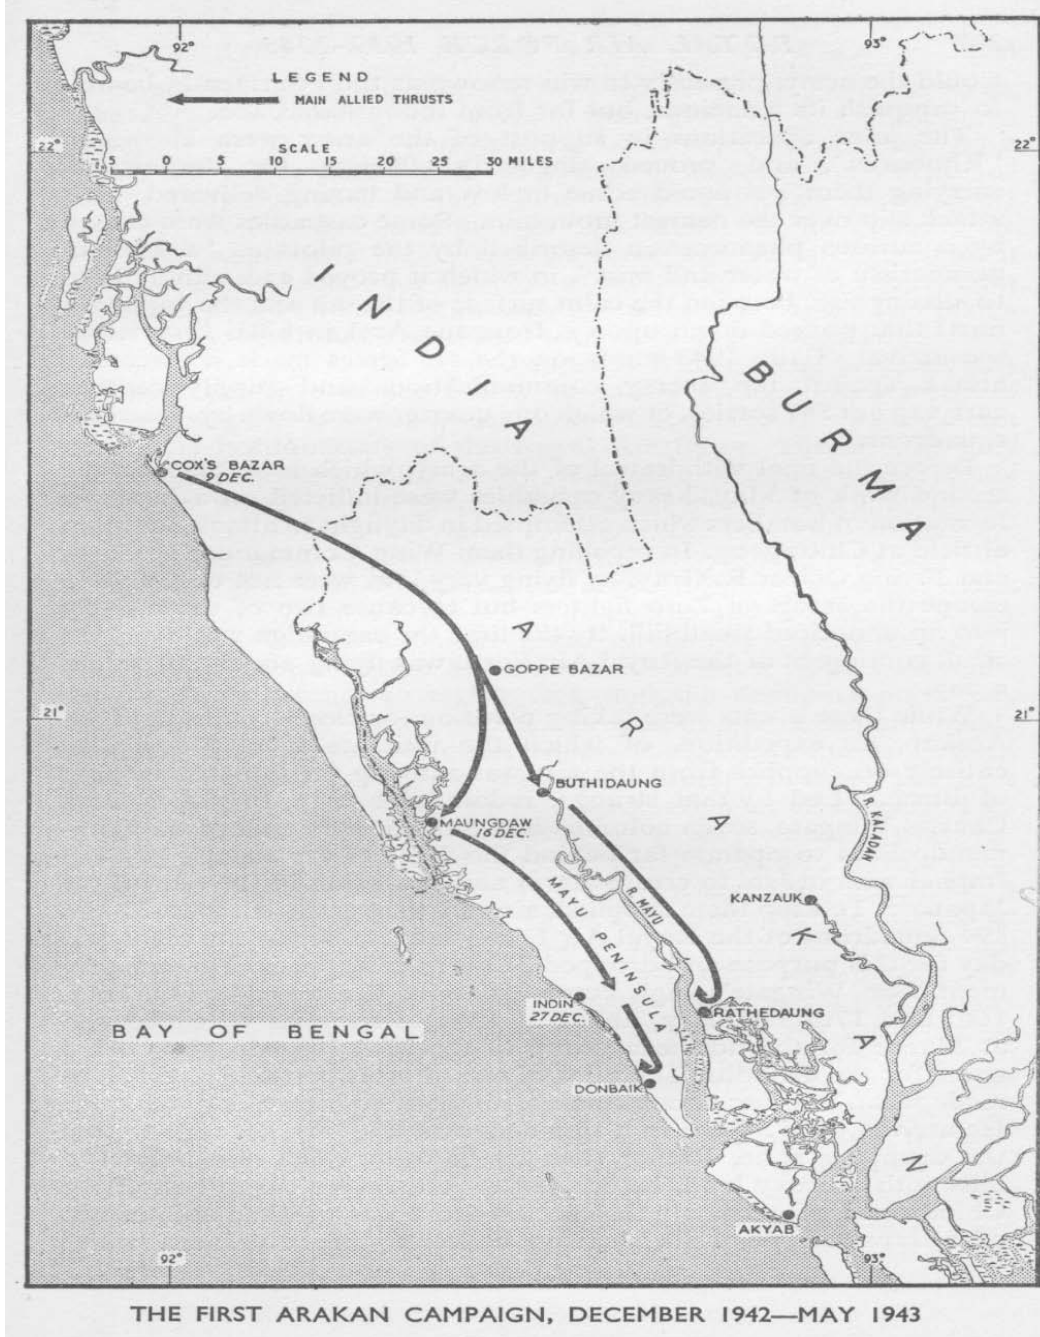 92°
93°
LEGEND
MAIN ALLIED THRUSTS
22°
22°
SCALE
5 0 5 10 15 20 25 30 MILES
INDIA
BURMA
COX'S BAZAR
9 DEC.
ARAKAN
GOPPE BAZAR
21°
21°
BUTHIDAUNG
MAUNGDAW
16 DEC.
R. KALADAN
MAYU PENINSULA
R. MAYU
KANZAUK
INDIN
27 DEC.
RATHEDAUNG
BAY OF BENGAL
DONBAIK
AKYAB
92°
93°
THE FIRST ARAKAN CAMPAIGN, DECEMBER 1942—MAY 1943